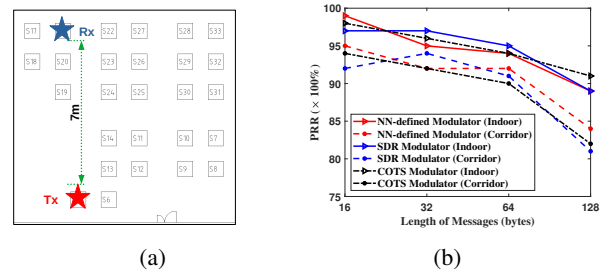 S17
Rx
S22
S27
S28
S33
S18
S20
S23
S26
S29
S32
S19
S24
S25
S30
S31
7m
S14
S11
S10
S7
S13
S12
S9
S8
Tx
S6
(a)
100
95
90
85
80
75
PRR (× 100%)
NN-defined Modulator (Indoor)
NN-defined Modulator (Corridor)
SDR Modulator (Indoor)
SDR Modulator (Corridor)
COTS Modulator (Indoor)
COTS Modulator (Corridor)
16 32 64 128
Length of Messages (bytes)
(b)